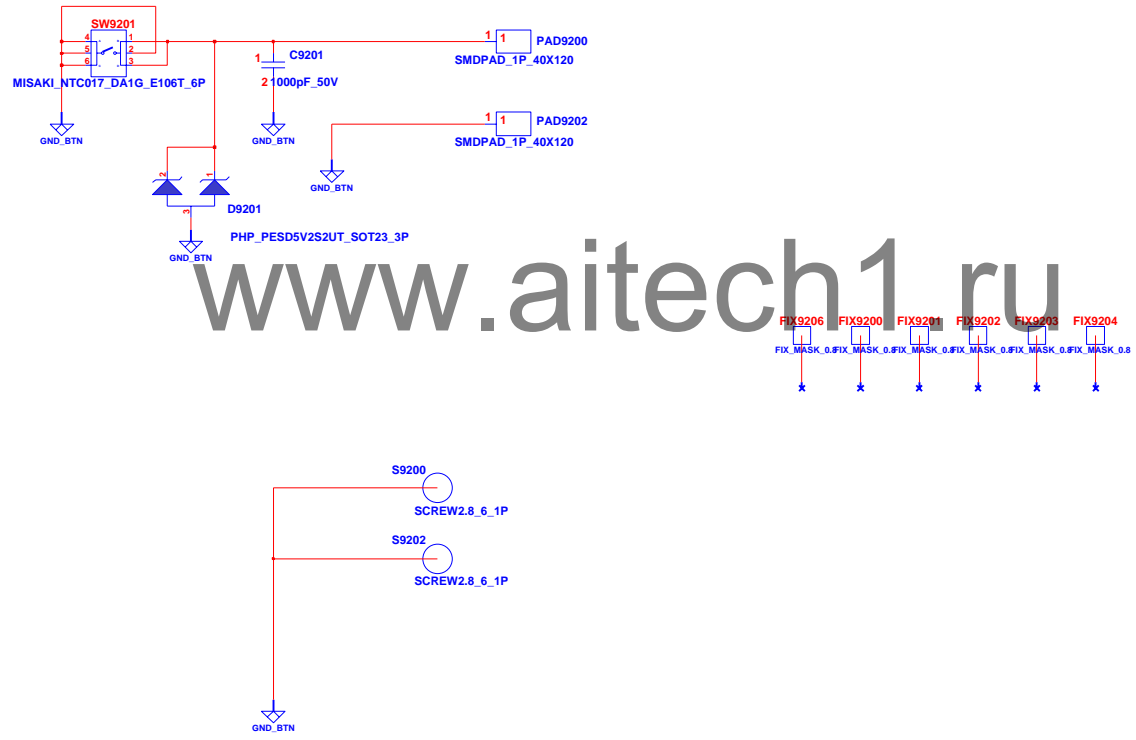 SW9201
4
5
6
1
2
3
MISAKI_NTC017_DA1G_E106T_6P
GND_BTN
1
C9201
2
1000pF_50V
GND_BTN
1
1
PAD9200
SMDPAD_1P_40X120
1
1
PAD9202
SMDPAD_1P_40X120
GND_BTN
2
1
3
D9201
PHP_PESD5V2S2UT_SOT23_3P
GND_BTN
www.aitech1.ru
FIX9206 FIX9200 FIX9201 FIX9202 FIX9203 FIX9204
FIX_MASK_0.8 FIX_MASK_0.8 FIX_MASK_0.8 FIX_MASK_0.8 FIX_MASK_0.8 FIX_MASK_0.8
S9200
SCREW2.8_6_1P
S9202
SCREW2.8_6_1P
GND_BTN